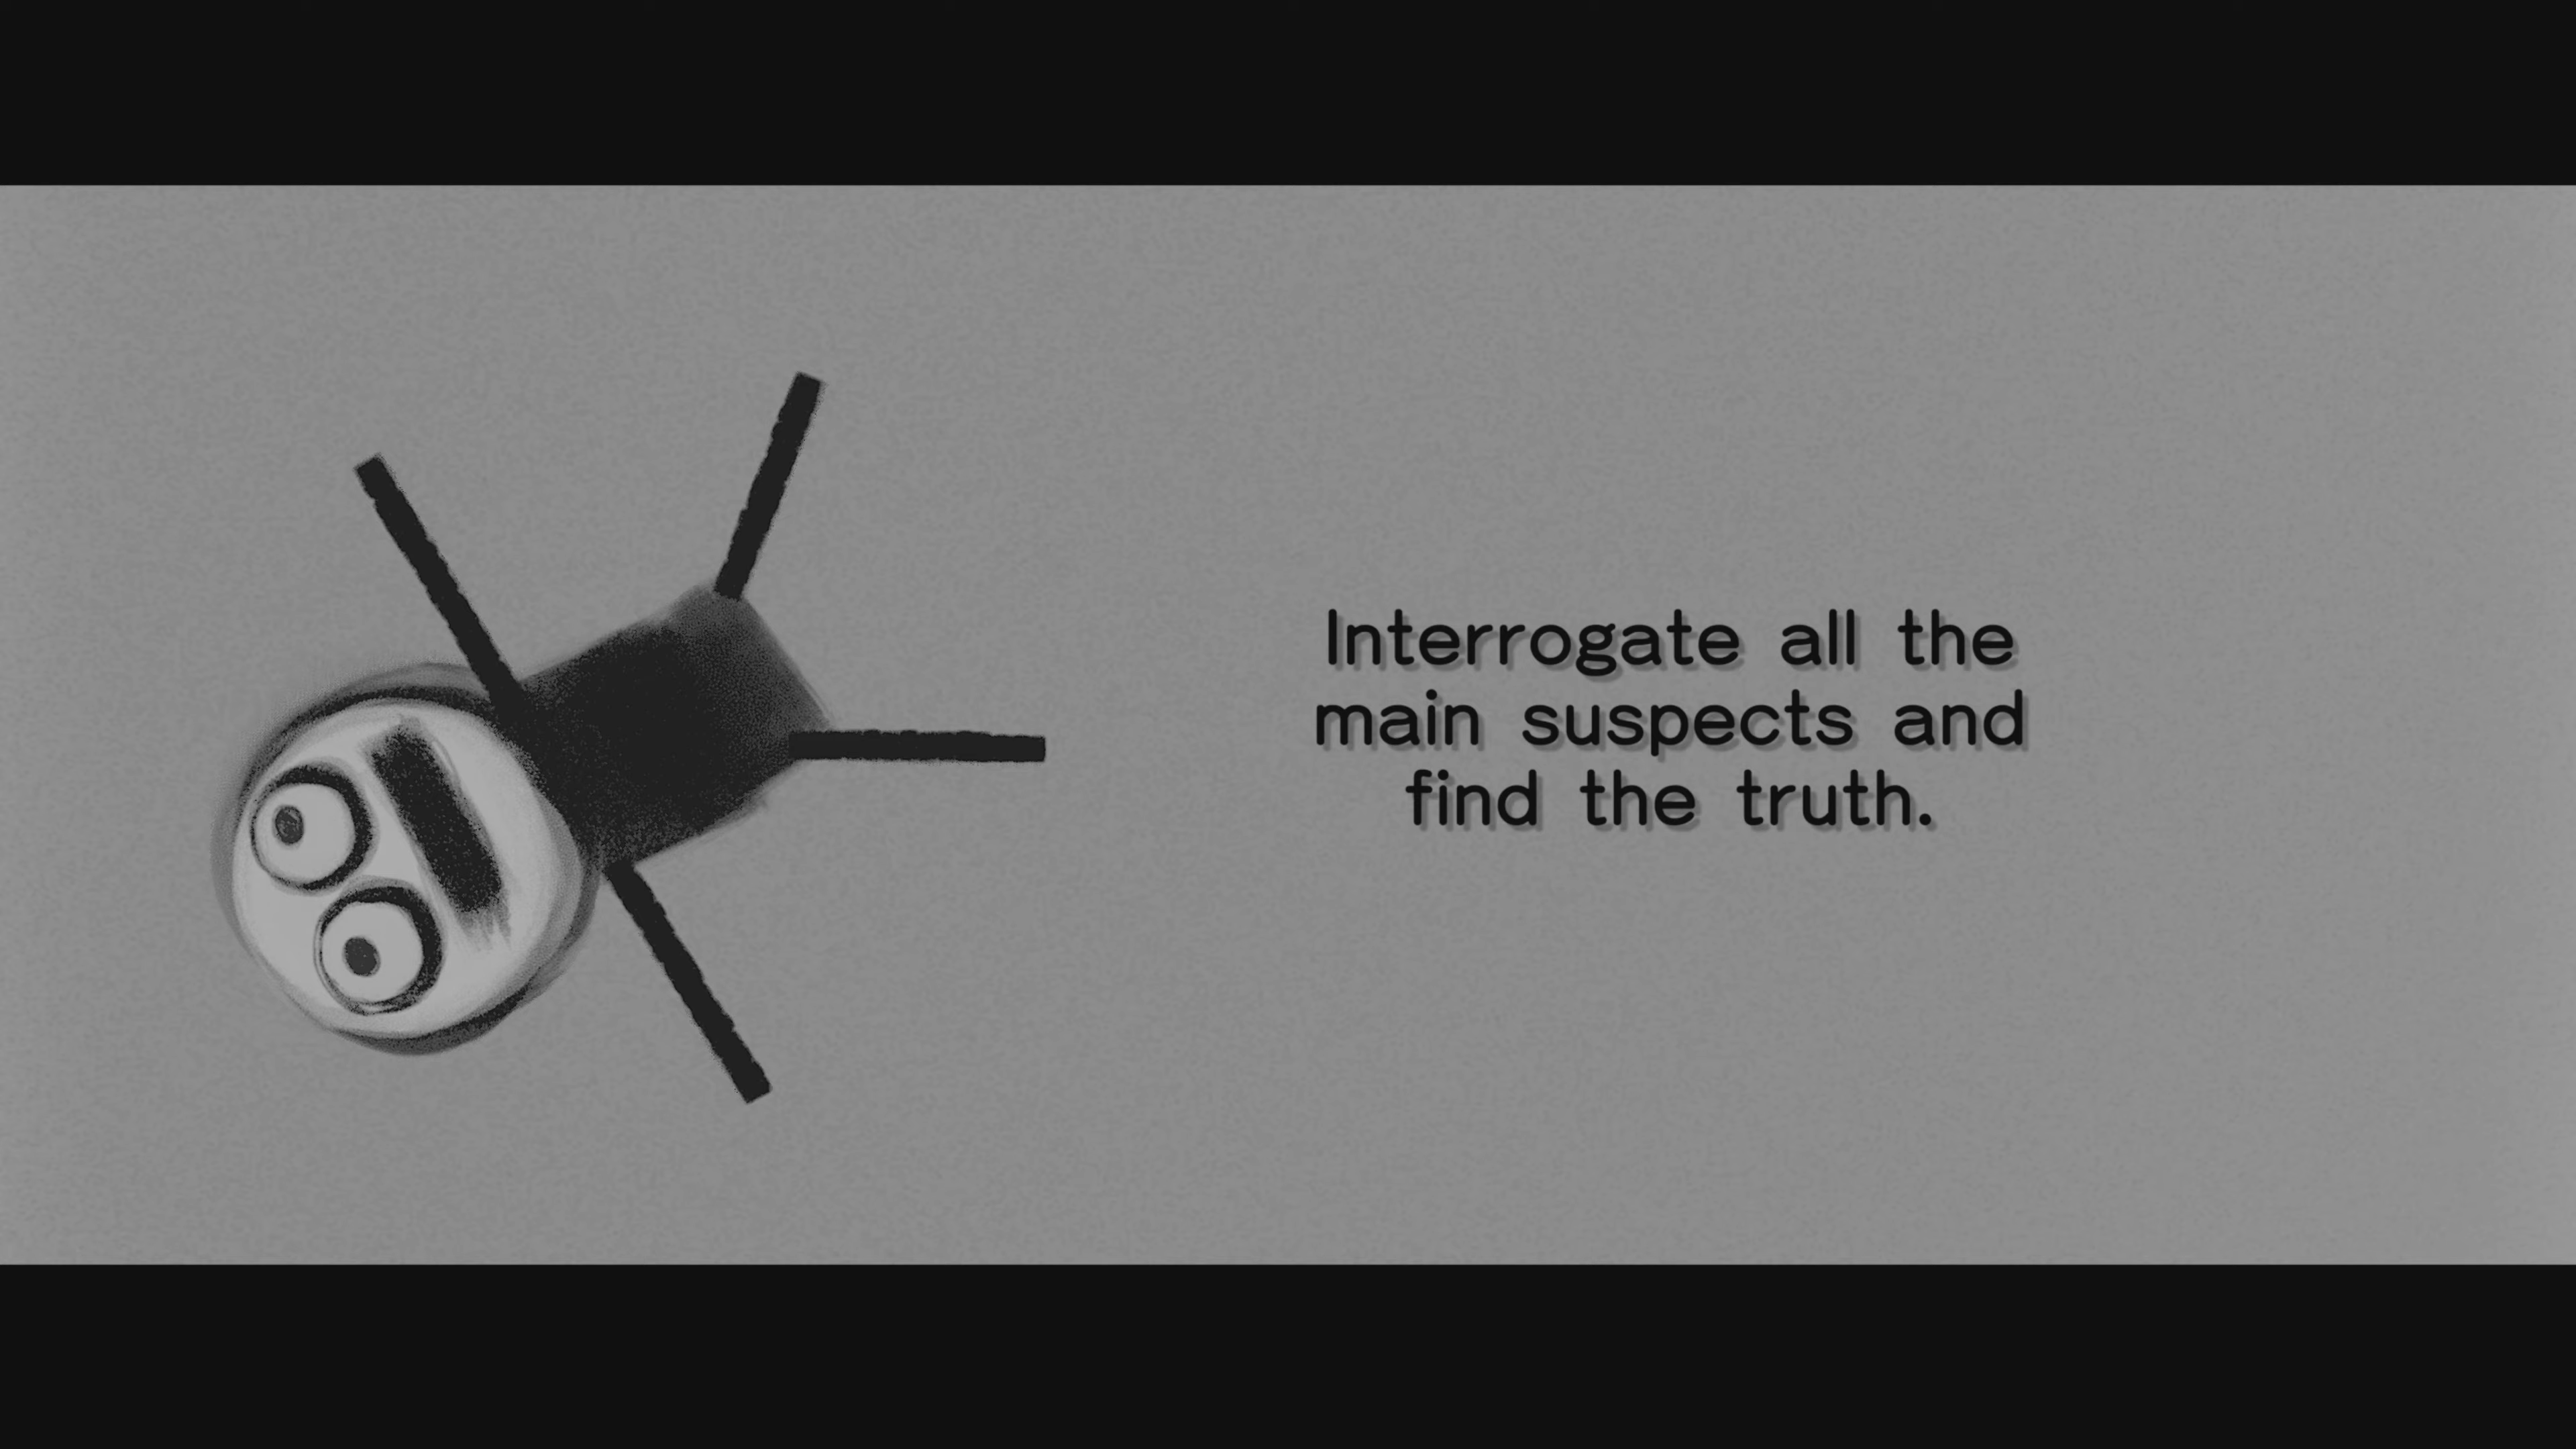 Interrogate all the
main suspects and
find the truth.